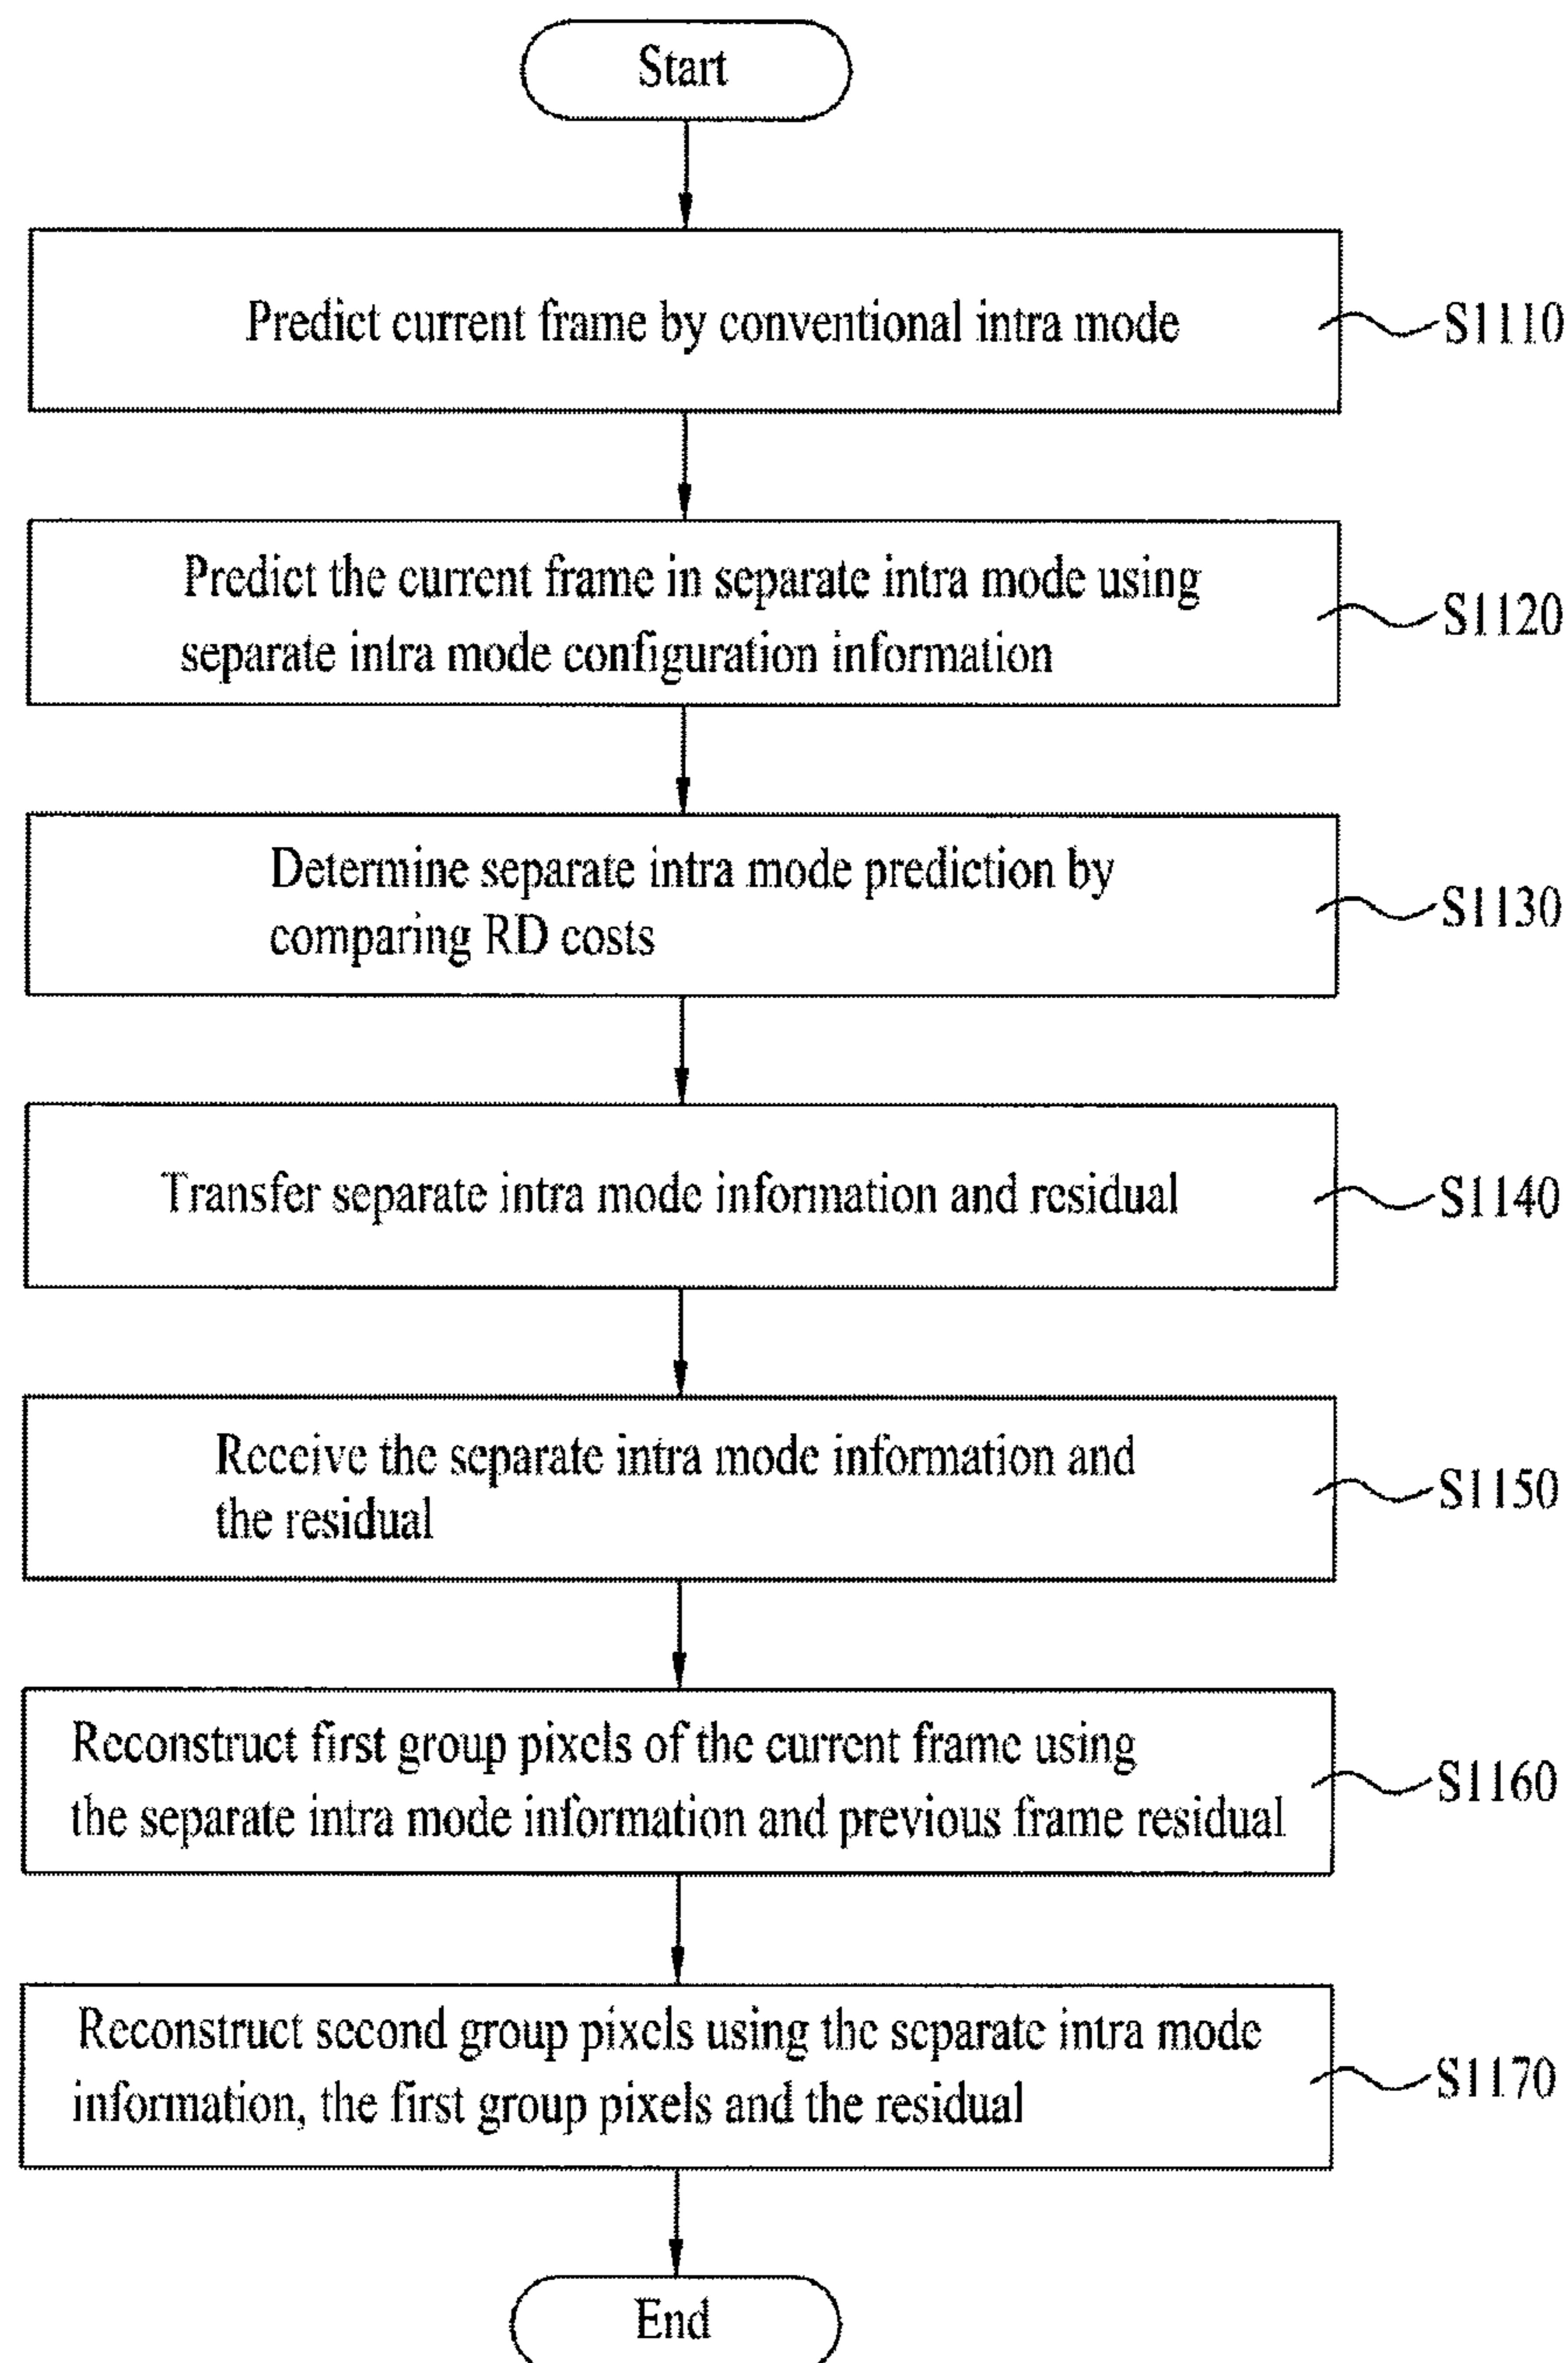 Start
Predict current frame by conventional intra mode
S1110
Predict the current frame in separate intra mode using
separate intra mode configuration information
S1120
Determine separate intra mode prediction by
comparing RD costs
S1130
Transfer separate intra mode information and residual
S1140
Receive the separate intra mode information and
the residual
S1150
Reconstruct first group pixels of the current frame using
the separate intra mode information and previous frame residual
S1160
Reconstruct second group pixels using the separate intra mode
information, the first group pixels and the residual
S1170
End